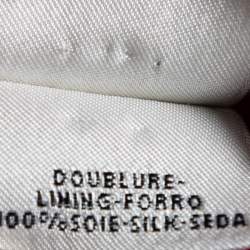 DOUBLURE-
LINING-FORRO
100%SOIE-SILK-SEDA